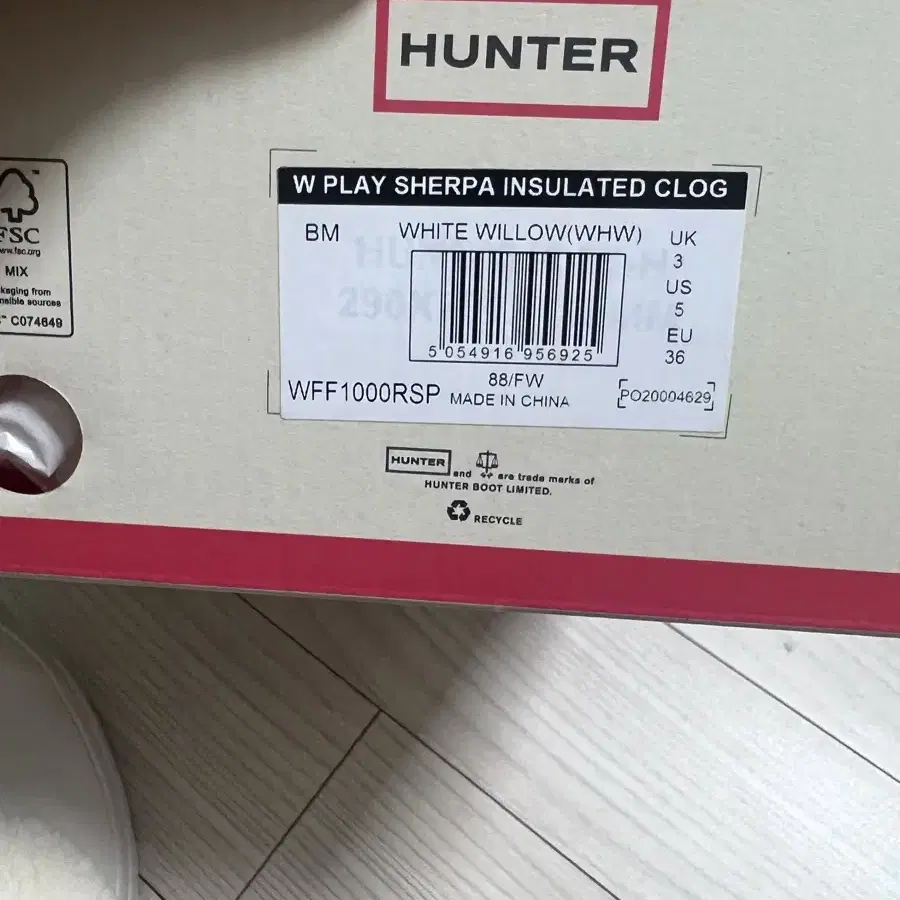 HUNTER
W PLAY SHERPA INSULATED CLOG
BM
WHITE WILLOW(WHW)
UK
3
US
5
EU
36
5 054916 956925
88/FW
WFF1000RSP
MADE IN CHINA
PO20004629
FSC
www.fsc.org
MIX
sources
C074649
HUNTER and are trade marks of
HUNTER BOOT LIMITED.
RECYCLE